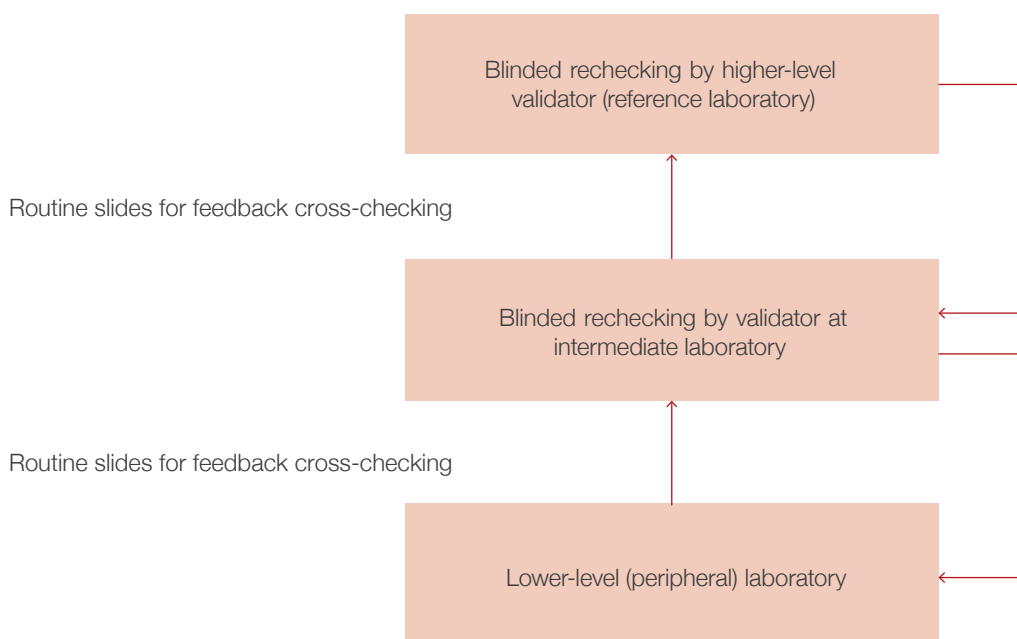 Blinded rechecking by higher-level
validator (reference laboratory)
Routine slides for feedback cross-checking
Blinded rechecking by validator at
intermediate laboratory
Routine slides for feedback cross-checking
Lower-level (peripheral) laboratory